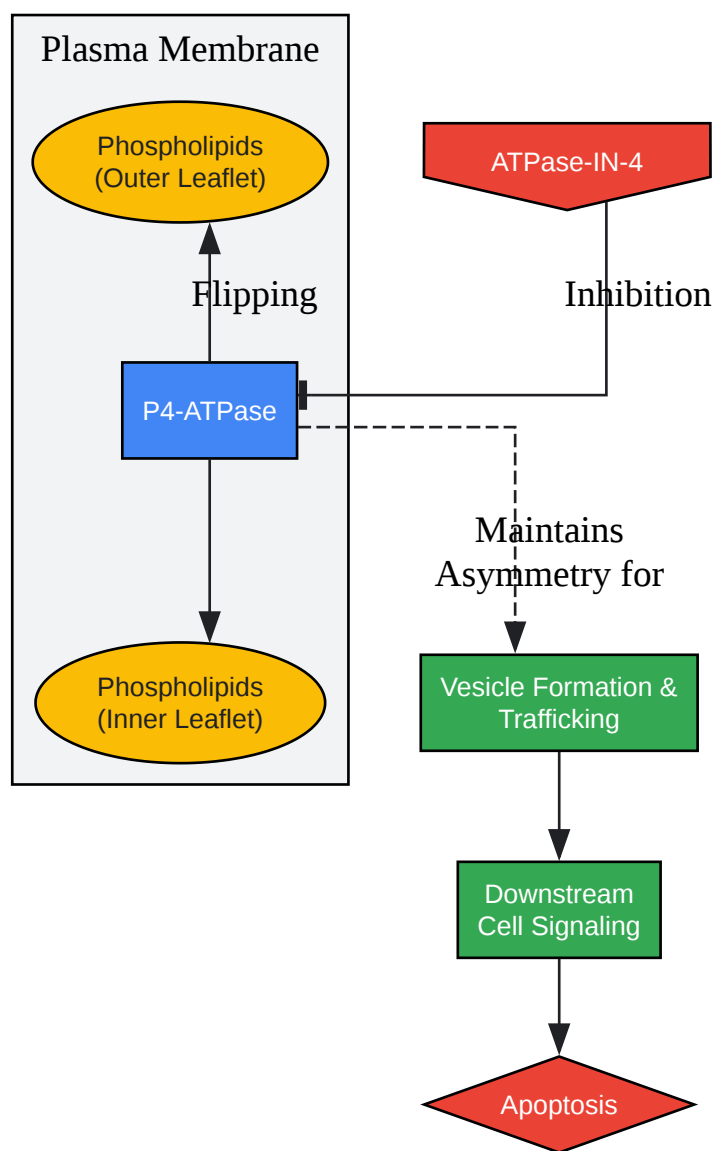 Plasma Membrane
Phospholipids
(Outer Leaflet)
ATPase-IN-4
Flipping
Inhibition
P4-ATPase
Maintains
Asymmetry for
Phospholipids
(Inner Leaflet)
Vesicle Formation &
Trafficking
Downstream
Cell Signaling
Apoptosis